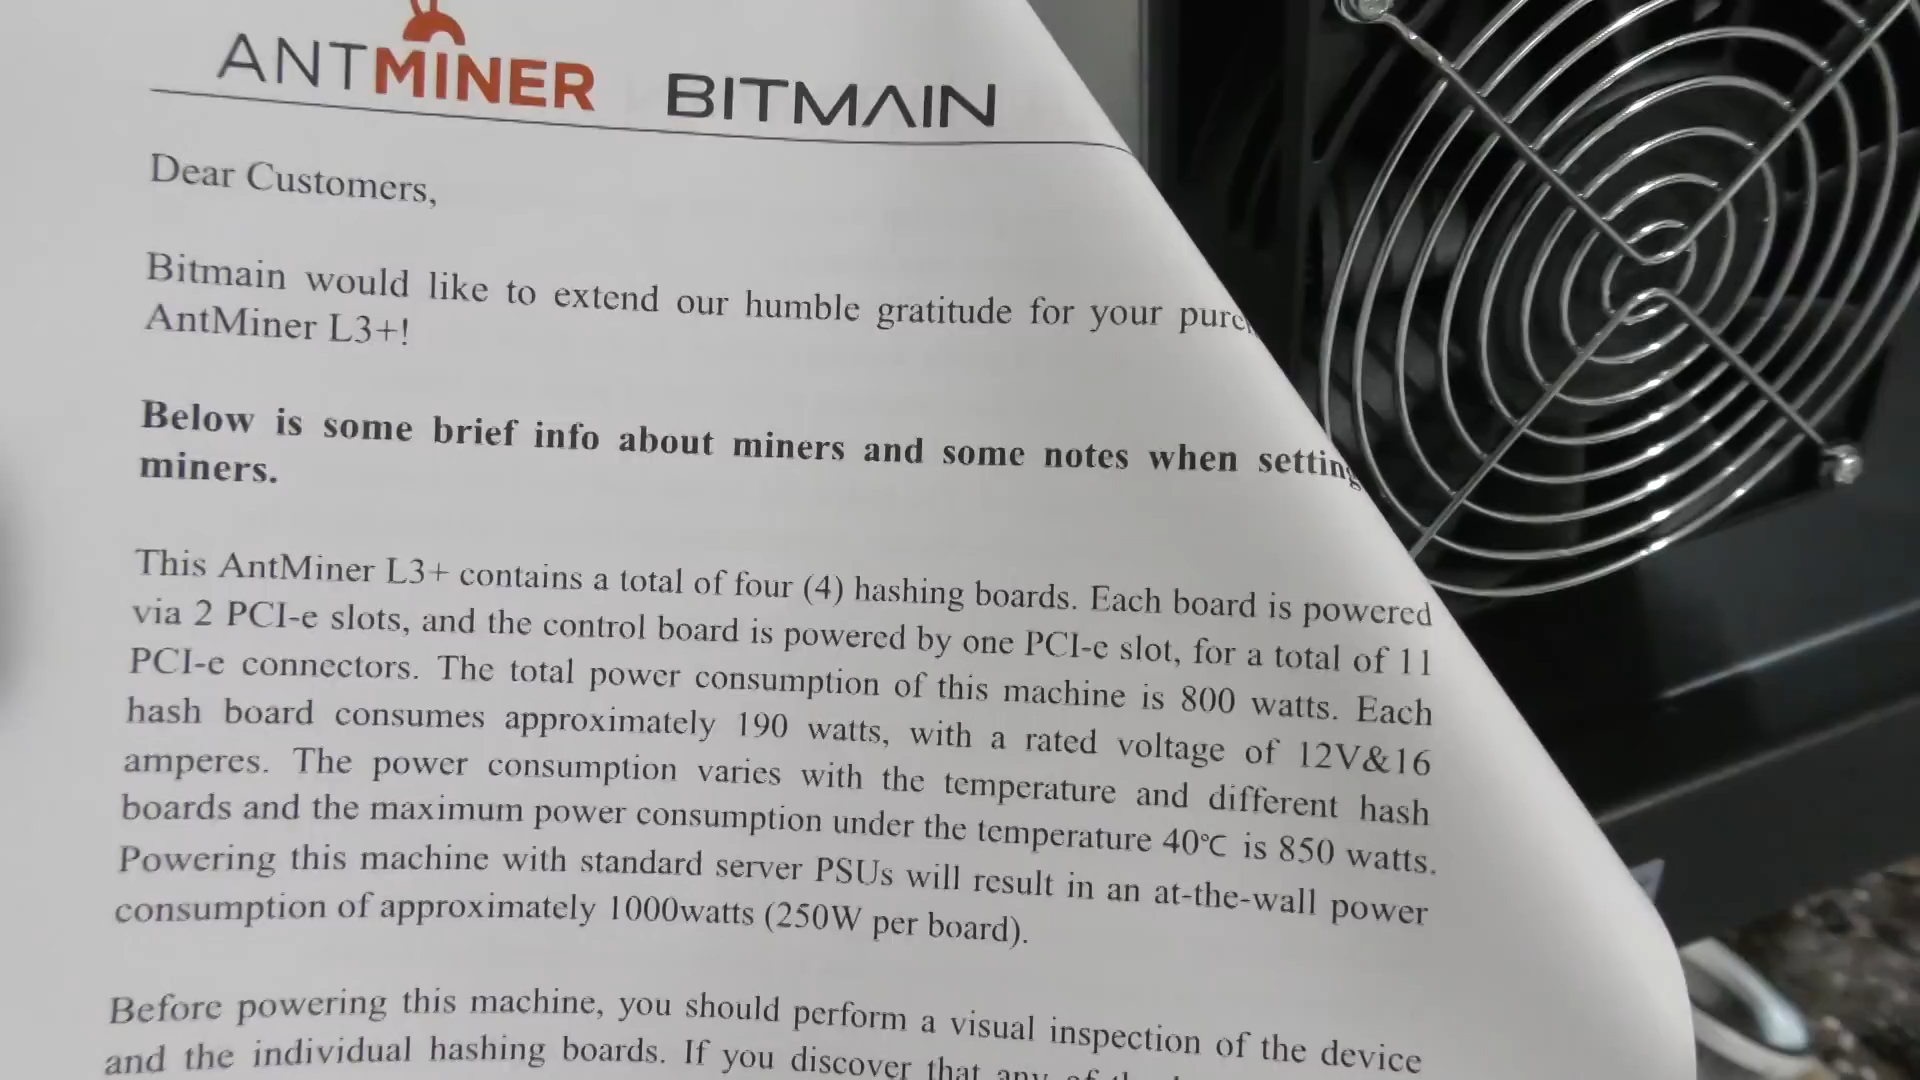 ANTMINER BITMAIN
Dear Customers,
Bitmain would like to extend our humble gratitude for your
AntMiner L3+!
Below is some brief info about miners and some notes when setting
miners.
This AntMiner L3+ contains a total of four (4) hashing boards. Each board is powered
via 2 PCI-e slots, and the control board is powered by one PCI-e slot, for a total of 11
PCI-e connectors. The total power consumption of this machine is 800 watts. Each
hash board consumes approximately 190 watts, with a rated voltage of 12V&16
amperes. The power consumption varies with the temperature and different hash
boards and the maximum power consumption under the temperature 40℃ is 850 watts.
Powering this machine with standard server PSUs will result in an at-the-wall power
consumption of approximately 1000watts (250W per board).
Before powering this machine, you should perform a visual inspection of the device
and the individual hashing boards. If you discover that any of